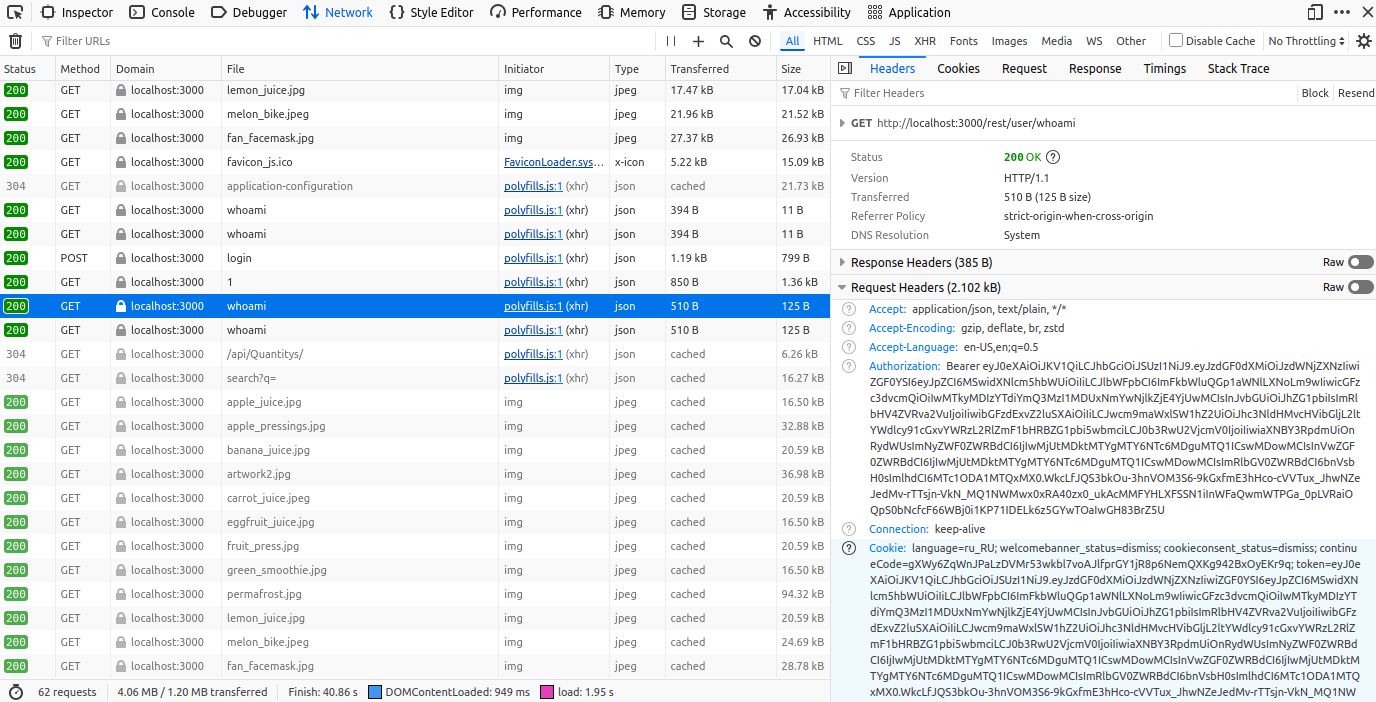 Inspector Console Debugger Network Style Editor Performance Memory Storage Accessibility Application
Filter URLs All HTML CSS JS XHR Fonts Images Media WS Other Disable Cache No Throttling
Status Method Domain File Initiator Type Transferred Size
200 GET localhost:3000 lemon_juice.jpg img jpeg 17.47 kB 17.04 kB
200 GET localhost:3000 melon_bike.jpeg img jpeg 21.96 kB 21.52 kB
200 GET localhost:3000 fan_facemask.jpg img jpeg 27.37 kB 26.93 kB
200 GET localhost:3000 favicon_js.ico FaviconLoader.sys... x-icon 5.22 kB 15.09 kB
304 GET localhost:3000 application-configuration polyfills.js:1 (xhr) json cached 21.73 kB
200 GET localhost:3000 whoami polyfills.js:1 (xhr) json 394 B 11 B
200 GET localhost:3000 whoami polyfills.js:1 (xhr) json 394 B 11 B
200 POST localhost:3000 login polyfills.js:1 (xhr) json 1.19 kB 799 B
200 GET localhost:3000 1 polyfills.js:1 (xhr) json 850 B 1.36 kB
200 GET localhost:3000 whoami polyfills.js:1 (xhr) json 510 B 125 B
200 GET localhost:3000 whoami polyfills.js:1 (xhr) json 510 B 125 B
304 GET localhost:3000 /api/Quantitys/ polyfills.js:1 (xhr) json cached 6.26 kB
304 GET localhost:3000 search?q= polyfills.js:1 (xhr) json cached 16.27 kB
200 GET localhost:3000 apple_juice.jpg img jpeg cached 16.50 kB
200 GET localhost:3000 apple_pressings.jpg img jpeg cached 32.88 kB
200 GET localhost:3000 banana_juice.jpg img jpeg cached 20.59 kB
200 GET localhost:3000 artwork2.jpg img jpeg cached 36.98 kB
200 GET localhost:3000 carrot_juice.jpeg img jpeg cached 20.59 kB
200 GET localhost:3000 eggfruit_juice.jpg img jpeg cached 16.50 kB
200 GET localhost:3000 fruit_press.jpg img jpeg cached 20.59 kB
200 GET localhost:3000 green_smoothie.jpg img jpeg cached 16.50 kB
200 GET localhost:3000 permafrost.jpg img jpeg cached 94.32 kB
200 GET localhost:3000 lemon_juice.jpg img jpeg cached 20.59 kB
200 GET localhost:3000 melon_bike.jpeg img jpeg cached 24.69 kB
200 GET localhost:3000 fan_facemask.jpg img jpeg cached 28.78 kB
62 requests 4.06 MB / 1.20 MB transferred Finish: 40.86 s DOMContentLoaded: 949 ms load: 1.95 s
Headers Cookies Request Response Timings Stack Trace
Filter Headers Block Resend
GET http://localhost:3000/rest/user/whoami
Status 200 OK
Version HTTP/1.1
Transferred 510 B (125 B size)
Referrer Policy strict-origin-when-cross-origin
DNS Resolution System
Response Headers (385 B) Raw
Request Headers (2.102 kB) Raw
Accept: application/json, text/plain, */*
Accept-Encoding: gzip, deflate, br, zstd
Accept-Language: en-US,en;q=0.5
Authorization: Bearer
Connection: keep-alive
Cookie: language=ru_RU; welcomebanner_status=dismiss; cookieconsent_status=dismiss; continu